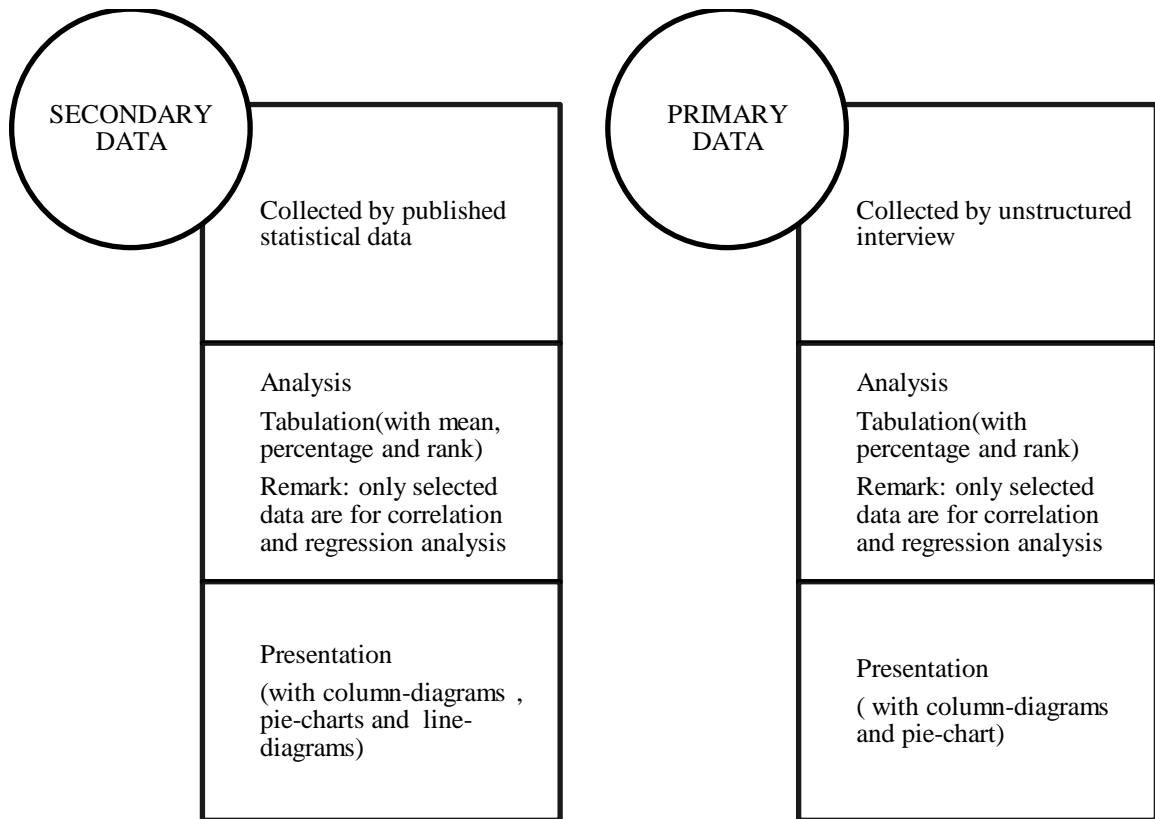 SECONDARY
DATA
Collected by published
statistical data
Analysis
Tabulation(with mean,
percentage and rank)
Remark: only selected
data are for correlation
and regression analysis
Presentation
(with column-diagrams ,
pie-charts and line-
diagrams)
PRIMARY
DATA
Collected by unstructured
interview
Analysis
Tabulation(with
percentage and rank)
Remark: only selected
data are for correlation
and regression analysis
Presentation
( with column-diagrams
and pie-chart)